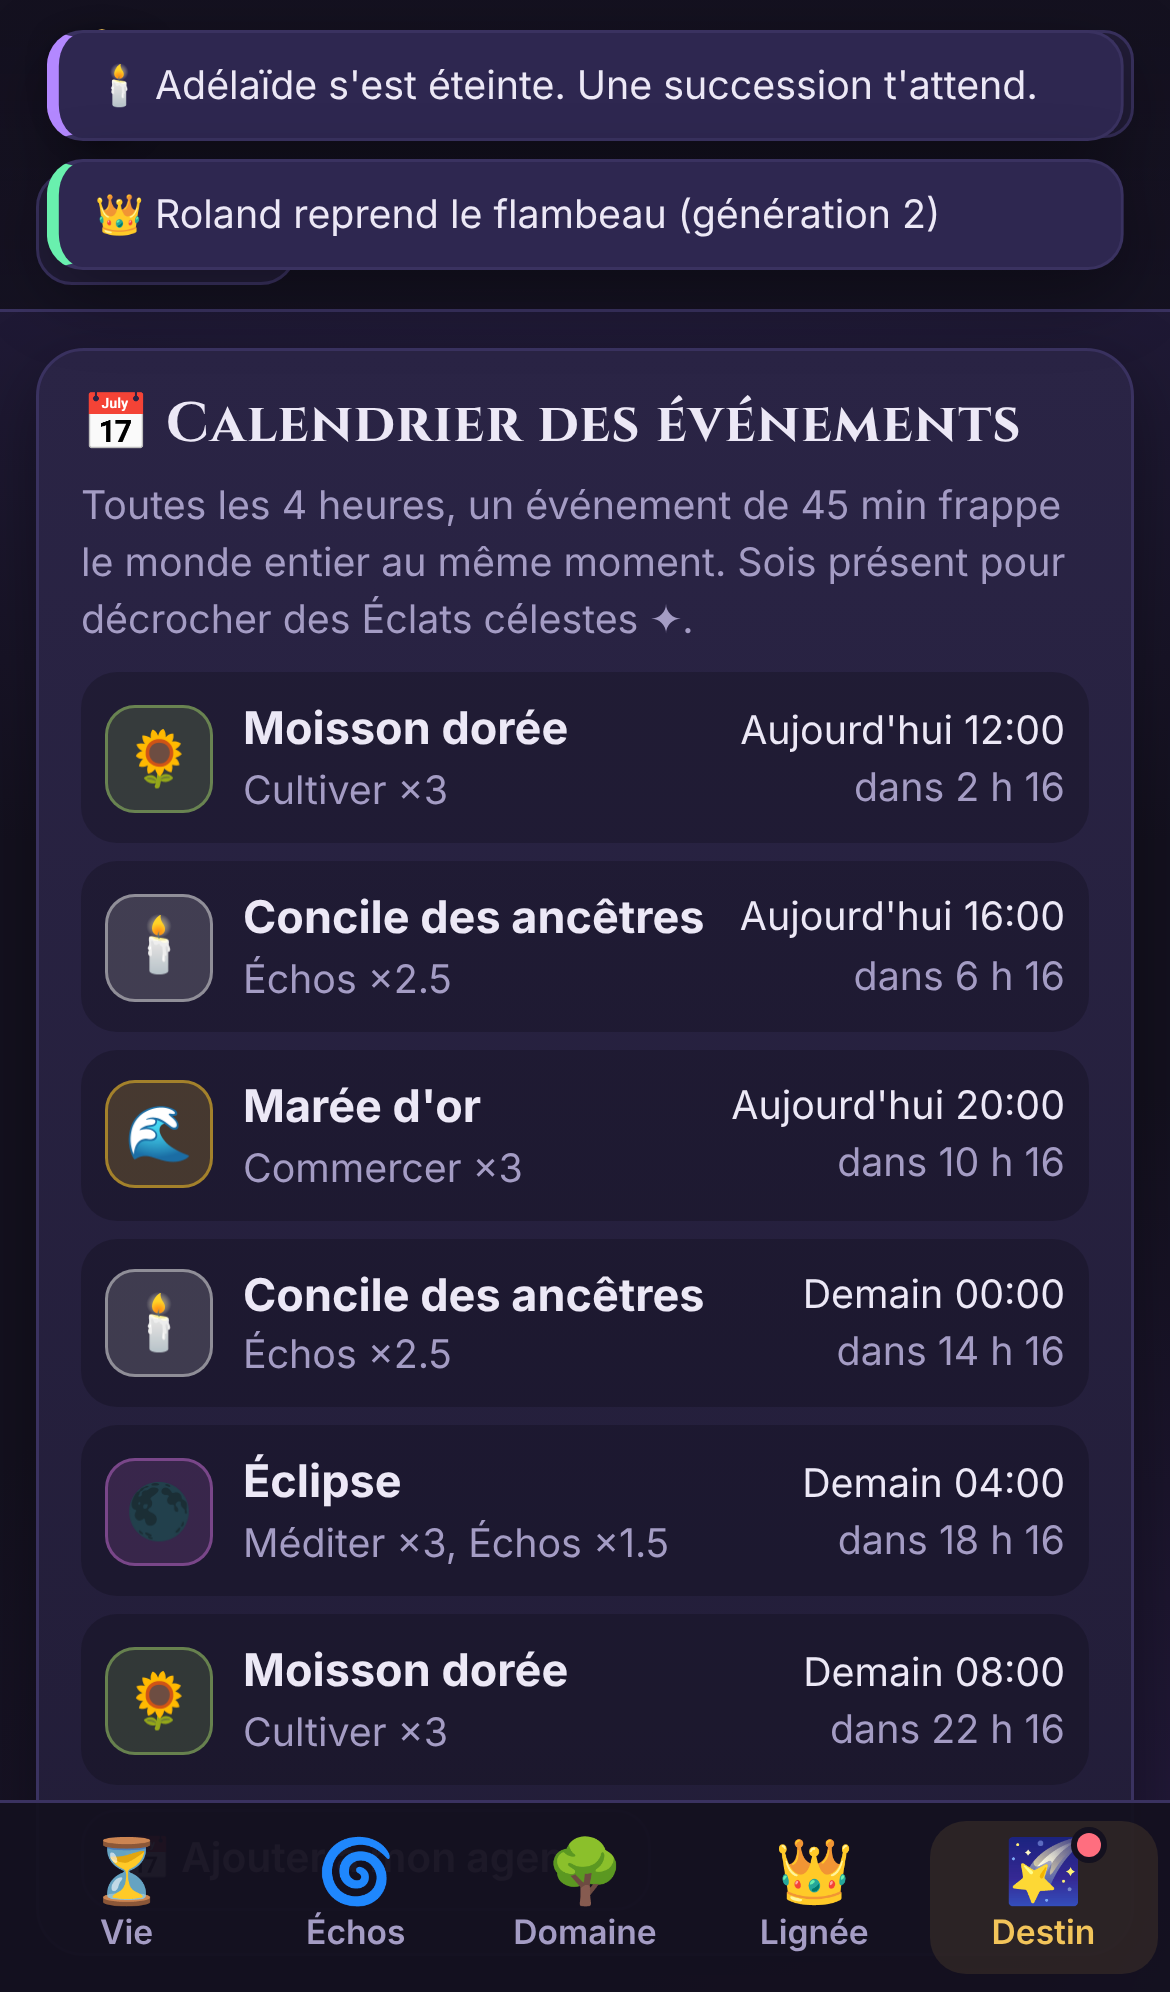 Adélaïde s'est éteinte. Une succession t'attend.
Roland reprend le flambeau (génération 2)
July
17
Calendrier des événements
Toutes les 4 heures, un événement de 45 min frappe
le monde entier au même moment. Sois présent pour
décrocher des Éclats célestes ✦.
Moisson dorée
Aujourd'hui 12:00
Cultiver ×3
dans 2 h 16
Concile des ancêtres
Aujourd'hui 16:00
Échos ×2.5
dans 6 h 16
Marée d'or
Aujourd'hui 20:00
Commercer ×3
dans 10 h 16
Concile des ancêtres
Demain 00:00
Échos ×2.5
dans 14 h 16
Éclipse
Demain 04:00
Méditer ×3, Échos ×1.5
dans 18 h 16
Moisson dorée
Demain 08:00
Cultiver ×3
dans 22 h 16
Vie
Échos
Domaine
Lignée
Destin